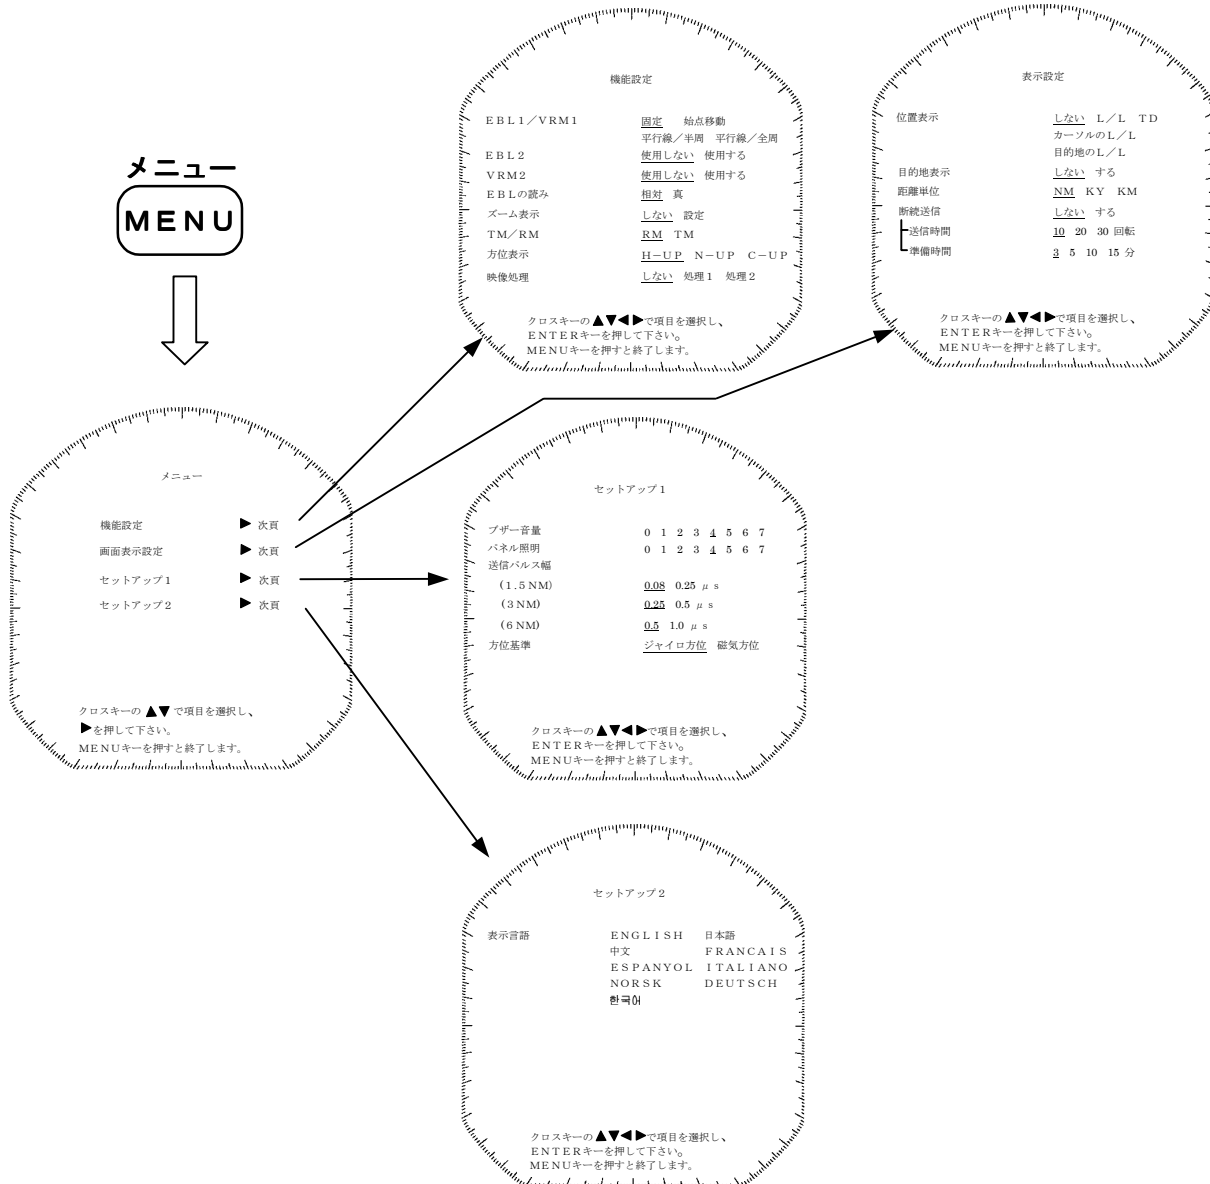 メニュー
MENU
メニュー
機能設定 ▶ 次頁
画面表示設定 ▶ 次頁
セットアップ1 ▶ 次頁
セットアップ2 ▶ 次頁
クロスキーの ▲▼ で項目を選択し、
▶を押して下さい。
MENUキーを押すと終了します。
機能設定
EBL1/VRM1 固定 始点移動
平行線/半周 平行線/全周
EBL2 使用しない 使用する
VRM2 使用しない 使用する
EBLの読み 相対 真
ズーム表示 しない 設定
TM/RM RM TM
方位表示 H-UP N-UP C-UP
映像処理 しない 処理1 処理2
クロスキーの ▲▼◀ ▶で項目を選択し、
ENTERキーを押して下さい。
MENUキーを押すと終了します。
表示設定
位置表示 しない L/L TD
カーソルのL/L
目的地のL/L
目的地表示 しない する
距離単位 NM KY KM
断続送信 しない する
送信時間 10 20 30 回転
準備時間 3 5 10 15 分
クロスキーの ▲▼◀ ▶で項目を選択し、
ENTERキーを押して下さい。
MENUキーを押すと終了します。
セットアップ1
ブザー音量 0 1 2 3 4 5 6 7
パネル照明 0 1 2 3 4 5 6 7
送信パルス幅
(1.5NM) 0.08 0.25 μs
(3NM) 0.25 0.5 μs
(6NM) 0.5 1.0 μs
方位基準 ジャイロ方位 磁気方位
クロスキーの ▲▼◀ ▶で項目を選択し、
ENTERキーを押して下さい。
MENUキーを押すと終了します。
セットアップ2
表示言語 ENGLISH 日本語
中文 FRANCAIS
ESPANYOL ITALIANO
NORSK DEUTSCH
한국어
クロスキーの ▲▼◀ ▶で項目を選択し、
ENTERキーを押して下さい。
MENUキーを押すと終了します。